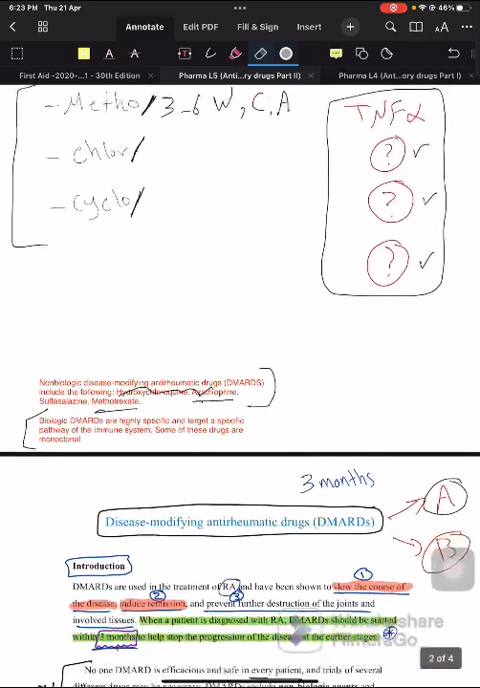 6:23 PM Thu 21 Apr
46%
Annotate Edit PDF Fill & Sign Insert
First Aid -2020-...1 - 30th Edition
Pharma L5 (Anti...ory drugs Part II)
Pharma L4 (Anti...ory drugs Part I)
- Metho/ 3-6 W, C.A
- chlor/
- cyclo/
TNFα
?
?
?
Nonbiologic disease-modifying antirheumatic drugs (DMARDS)
include the following: Hydroxychloroquine. Azathioprine.
Sulfasalazine. Methotrexate.
Biologic DMARDs are highly specific and terget a specific
pathway of the immune system. Some of these drugs are
monoclonal
3 months
Disease-modifying antirheumatic drugs (DMARDs)
A
B
Introduction
1
DMARDs are used in the treatment of RA and have been shown to slow the course of
2 3
the disease, induce remission, and prevent further destruction of the joints and
involved tissues. When a patient is diagnosed with RA, DMARDs should be started
within 3 months to help stop the progression of the disease at the earlier stages.
No one DMARD is efficacious and safe in every patient, and trials of several
2 of 4